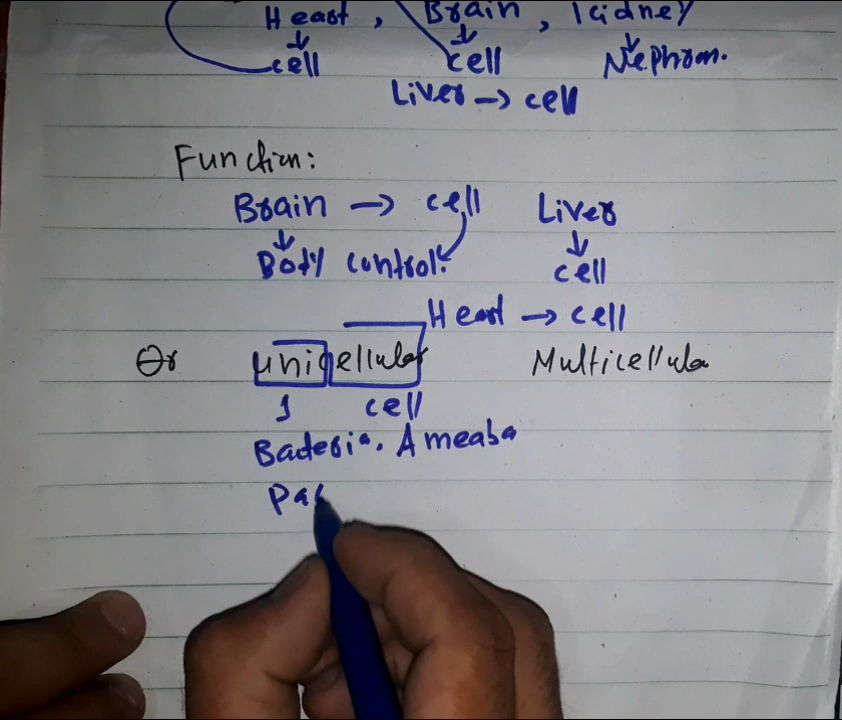 Heart, Brain, Kidney
cell cell Nephron.
Liver → cell
Function:
Brain → cell Liver
Body control. cell
Heart → cell
Or unicellular Multicellula
1 cell
Bacteria, Ameaba
Pa